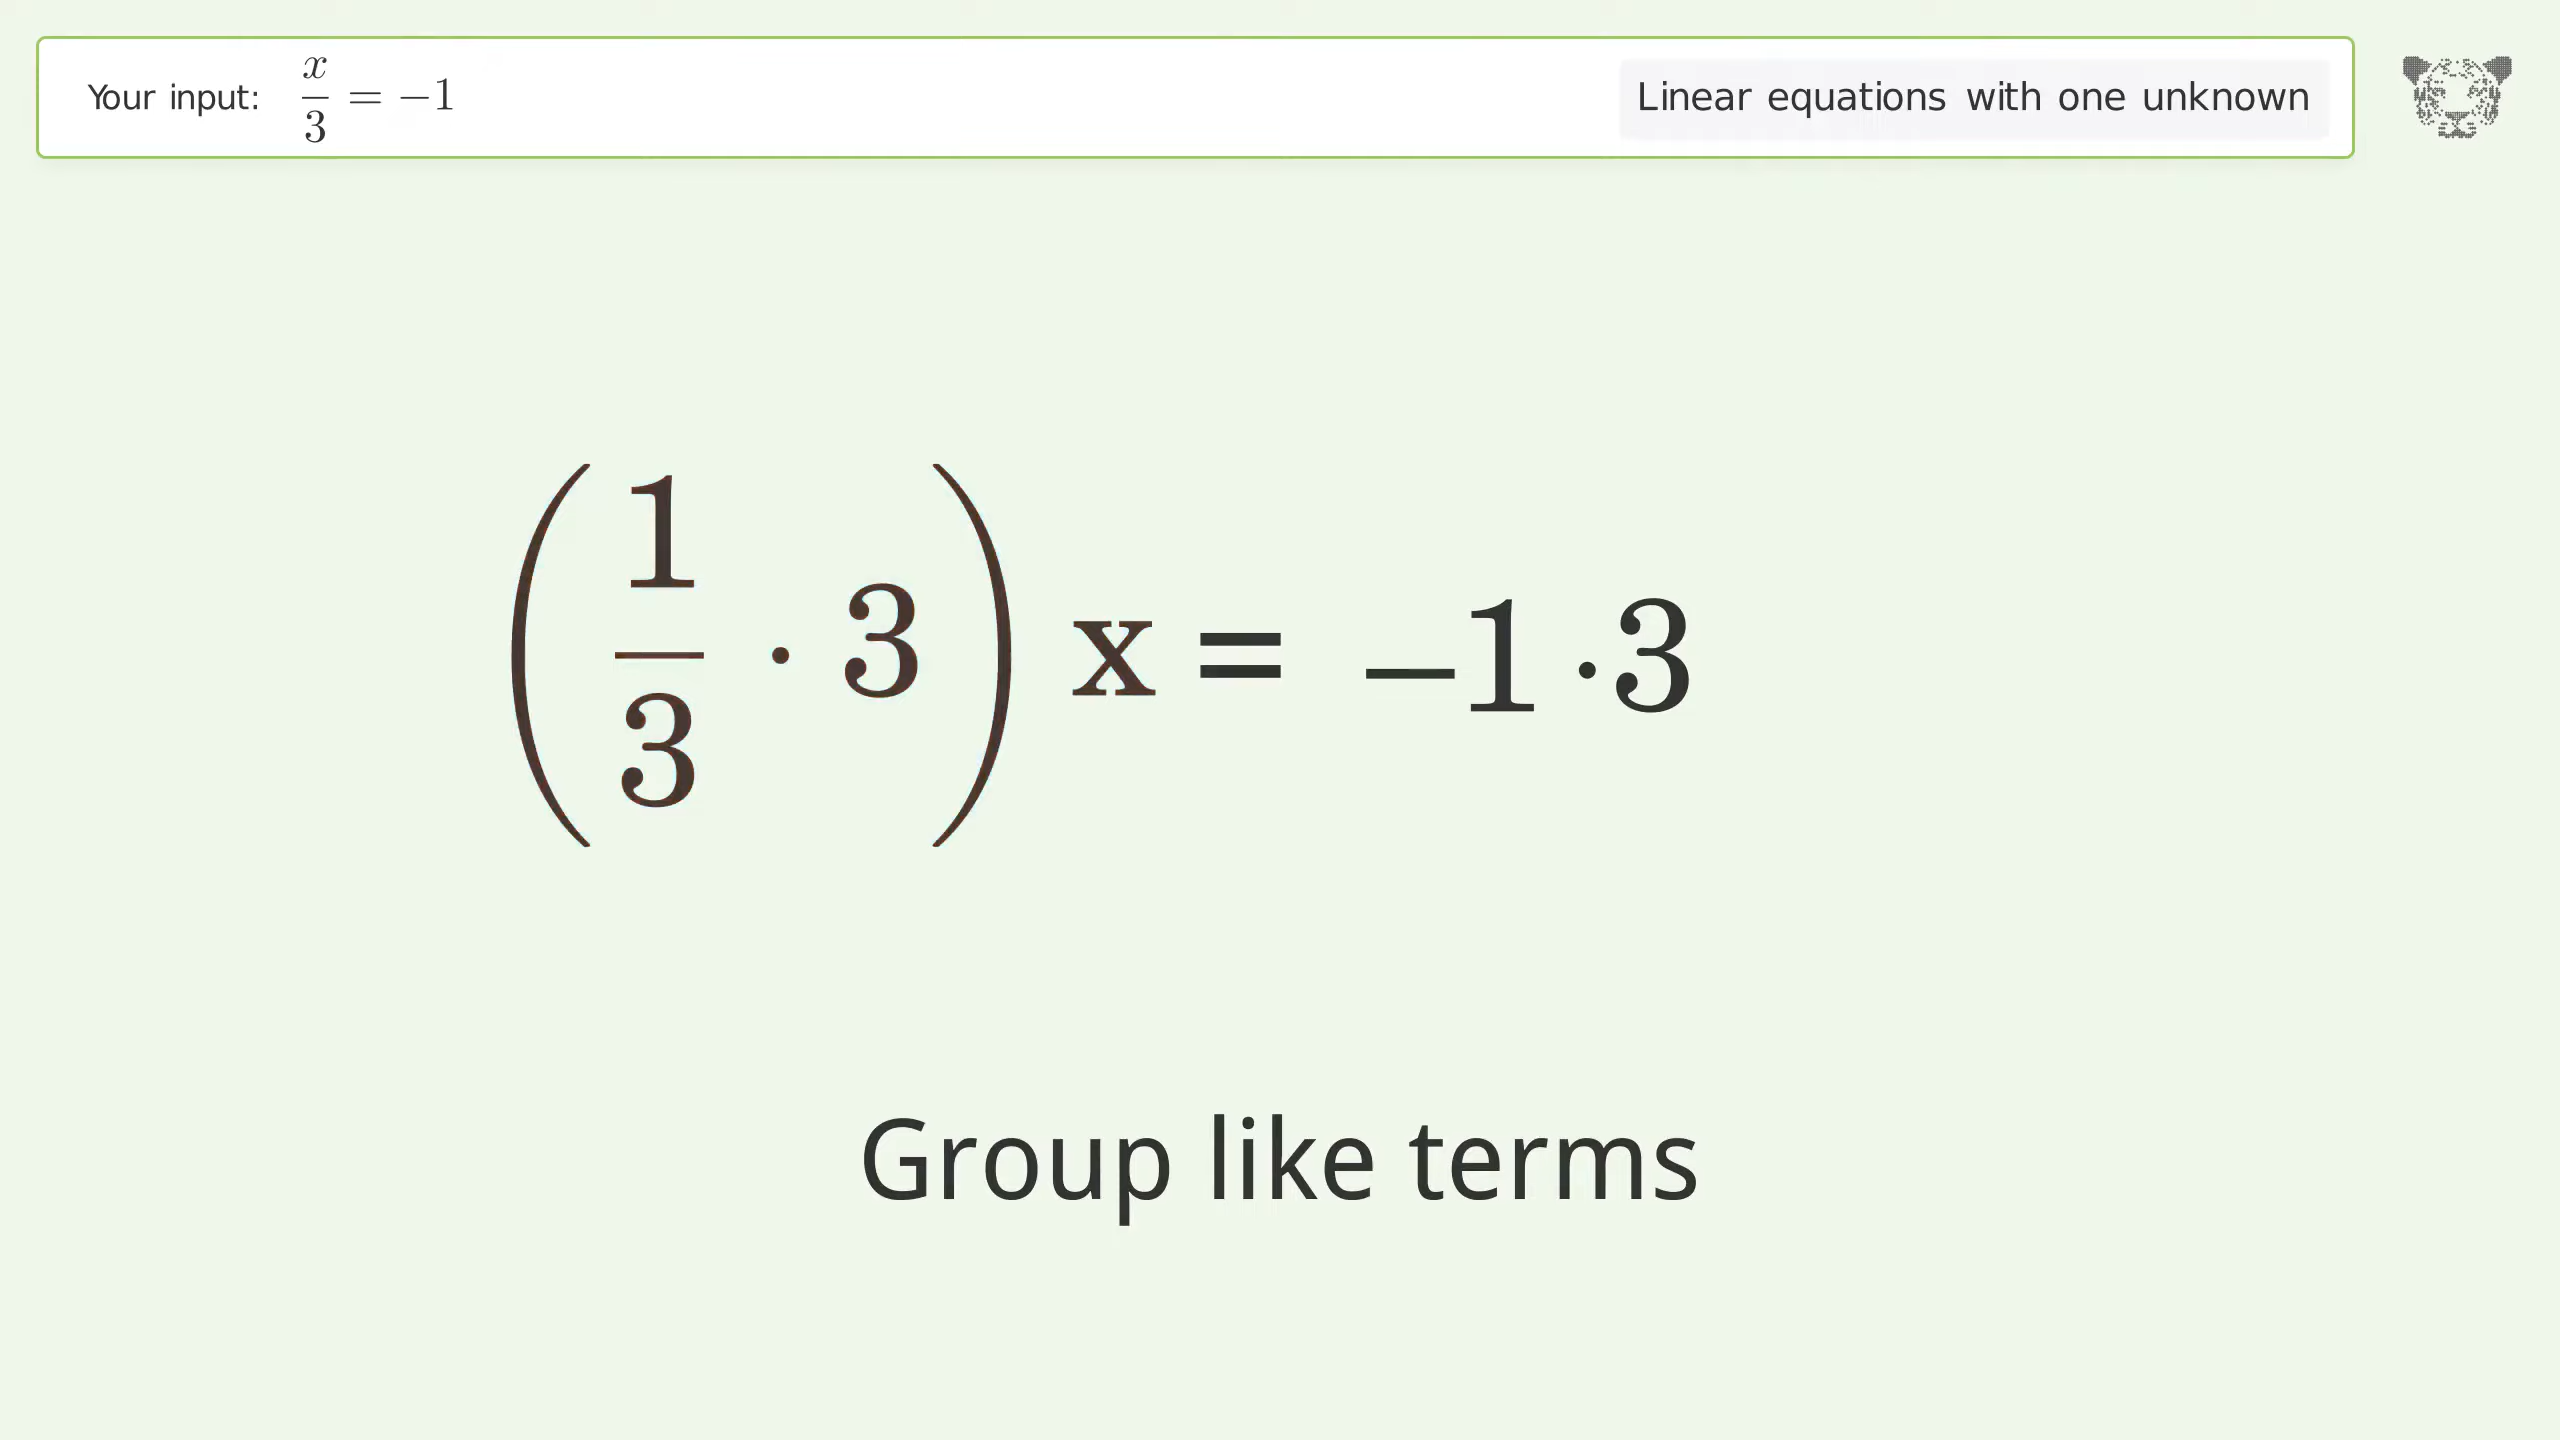 Your input: x/3 = −1
Linear equations with one unknown
(1/3 · 3) x = −1 · 3
Group like terms